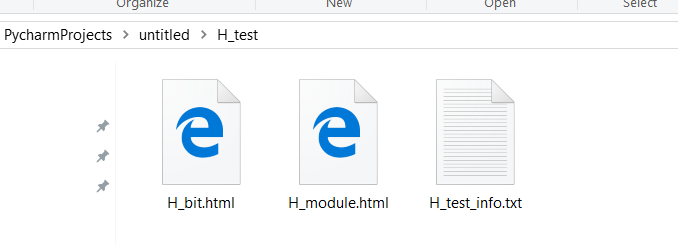 Organize New Open Select
PycharmProjects > untitled > H_test
H_bit.html H_module.html H_test_info.txt